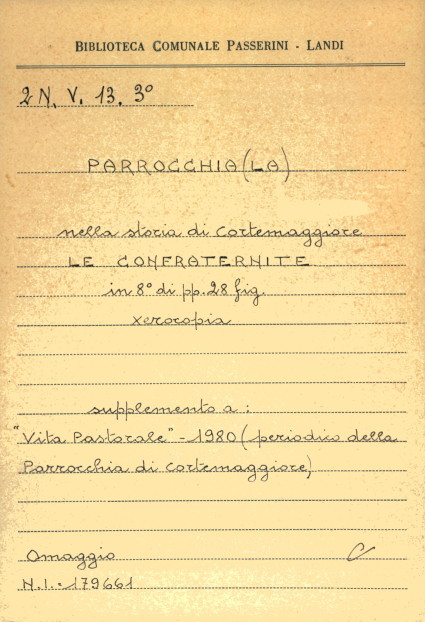 BIBLIOTECA COMUNALE PASSERINI - LANDI
2 N. V. 13. 3°
PARROCCHIA (LA)
nella storia di Cortemaggiore
LE CONFRATERNITE
in 8° di pp. 28 fig.
xerocopia
supplemento a :
"Vita Pastorale" - 1980 (periodico della
Parrocchia di Cortemaggiore)
Omaggio C
N.I. = 179661